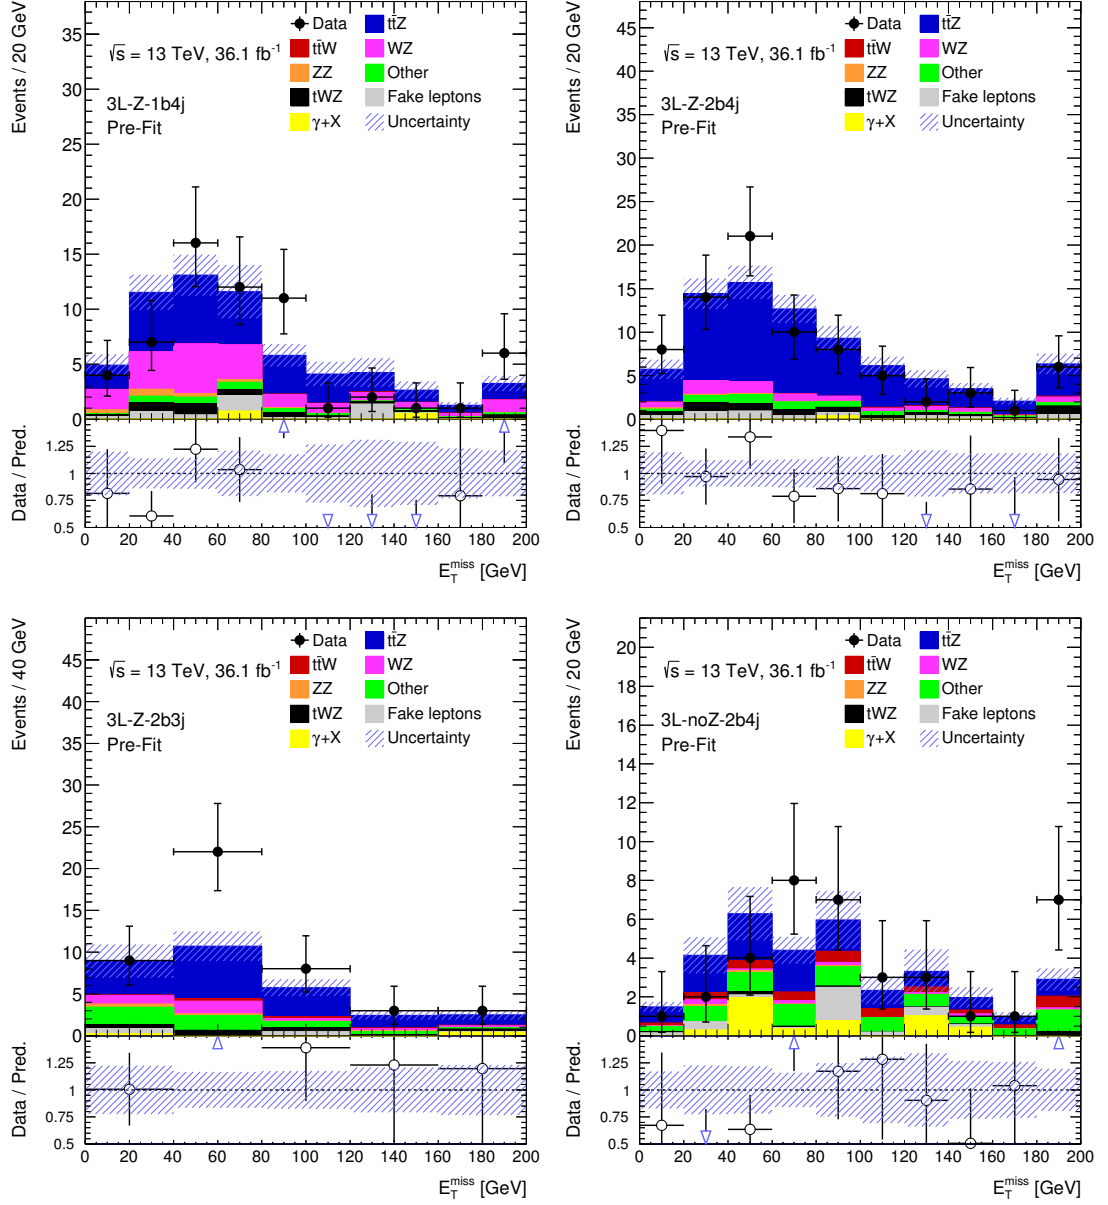 Events / 20 GeV
35
30
25
20
15
10
5
0
√s = 13 TeV, 36.1 fb⁻¹
3L-Z-1b4j
Pre-Fit
Data
tt̄Z
tt̄W
WZ
ZZ
Other
tWZ
Fake leptons
γ+X
Uncertainty
Data / Pred.
1.25
1
0.75
0.5
0 20 40 60 80 100 120 140 160 180 200
E_T^miss [GeV]
Events / 20 GeV
45
40
35
30
25
20
15
10
5
0
√s = 13 TeV, 36.1 fb⁻¹
3L-Z-2b4j
Pre-Fit
Data
tt̄Z
tt̄W
WZ
ZZ
Other
tWZ
Fake leptons
γ+X
Uncertainty
Data / Pred.
1.25
1
0.75
0.5
0 20 40 60 80 100 120 140 160 180 200
E_T^miss [GeV]
Events / 40 GeV
45
40
35
30
25
20
15
10
5
0
√s = 13 TeV, 36.1 fb⁻¹
3L-Z-2b3j
Pre-Fit
Data
tt̄Z
tt̄W
WZ
ZZ
Other
tWZ
Fake leptons
γ+X
Uncertainty
Data / Pred.
1.25
1
0.75
0.5
0 20 40 60 80 100 120 140 160 180 200
E_T^miss [GeV]
Events / 20 GeV
20
18
16
14
12
10
8
6
4
2
0
√s = 13 TeV, 36.1 fb⁻¹
3L-noZ-2b4j
Pre-Fit
Data
tt̄Z
tt̄W
WZ
ZZ
Other
tWZ
Fake leptons
γ+X
Uncertainty
Data / Pred.
1.25
1
0.75
0.5
0 20 40 60 80 100 120 140 160 180 200
E_T^miss [GeV]